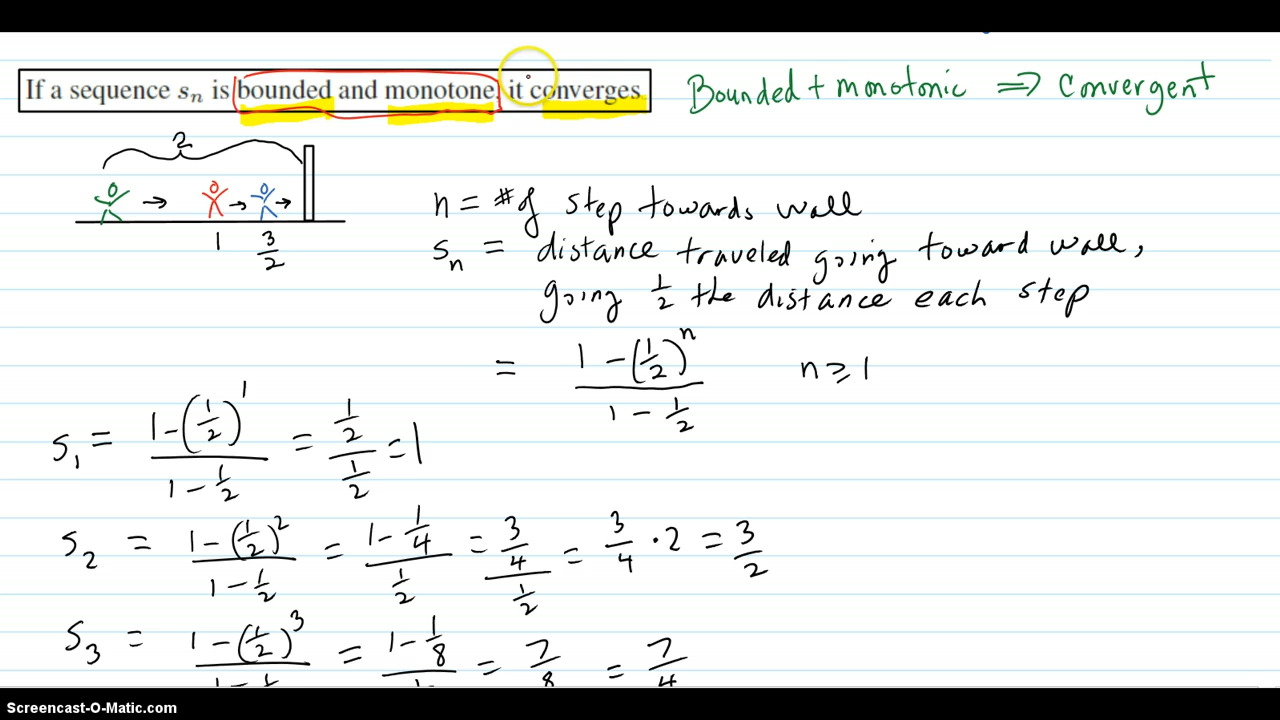 If a sequence sₙ is bounded and monotone, it converges.
Bounded + monotonic ⇒ Convergent
2
1
3/2
n = # of step towards wall
sₙ = distance traveled going toward wall,
going 1/2 the distance each step
= (1 - (1/2)ⁿ)/(1 - 1/2) n ≥ 1
s₁ = (1 - (1/2)¹)/(1 - 1/2) = (1/2)/(1/2) = 1
s₂ = (1 - (1/2)²)/(1 - 1/2) = (1 - 1/4)/(1/2) = (3/4)/(1/2) = 3/4 · 2 = 3/2
s₃ = (1 - (1/2)³)/(1 - 1/ = (1 - 1/8)/ = 7/8 = 7/4
Screencast-O-Matic.com